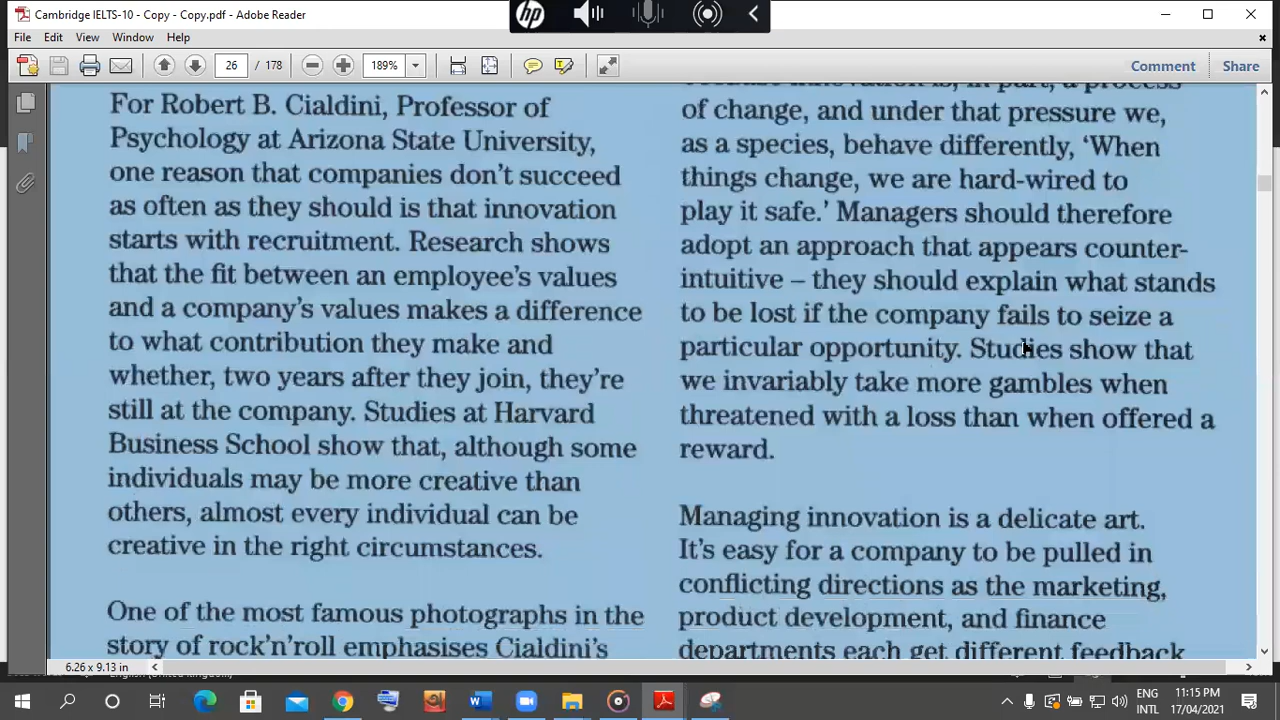 Cambridge IELTS-10 - Copy - Copy.pdf - Adobe Reader
hp
File Edit View Window Help
26 / 178
189%
Comment Share
For Robert B. Cialdini, Professor of
Psychology at Arizona State University,
one reason that companies don't succeed
as often as they should is that innovation
starts with recruitment. Research shows
that the fit between an employee's values
and a company's values makes a difference
to what contribution they make and
whether, two years after they join, they're
still at the company. Studies at Harvard
Business School show that, although some
individuals may be more creative than
others, almost every individual can be
creative in the right circumstances.
One of the most famous photographs in the
story of rock'n'roll emphasises Cialdini's
because innovation is, in part, a process
of change, and under that pressure we,
as a species, behave differently, 'When
things change, we are hard-wired to
play it safe.' Managers should therefore
adopt an approach that appears counter-
intuitive – they should explain what stands
to be lost if the company fails to seize a
particular opportunity. Studies show that
we invariably take more gambles when
threatened with a loss than when offered a
reward.
Managing innovation is a delicate art.
It's easy for a company to be pulled in
conflicting directions as the marketing,
product development, and finance
departments each get different feedback
6.26 x 9.13 in
ENG
INTL
11:15 PM
17/04/2021